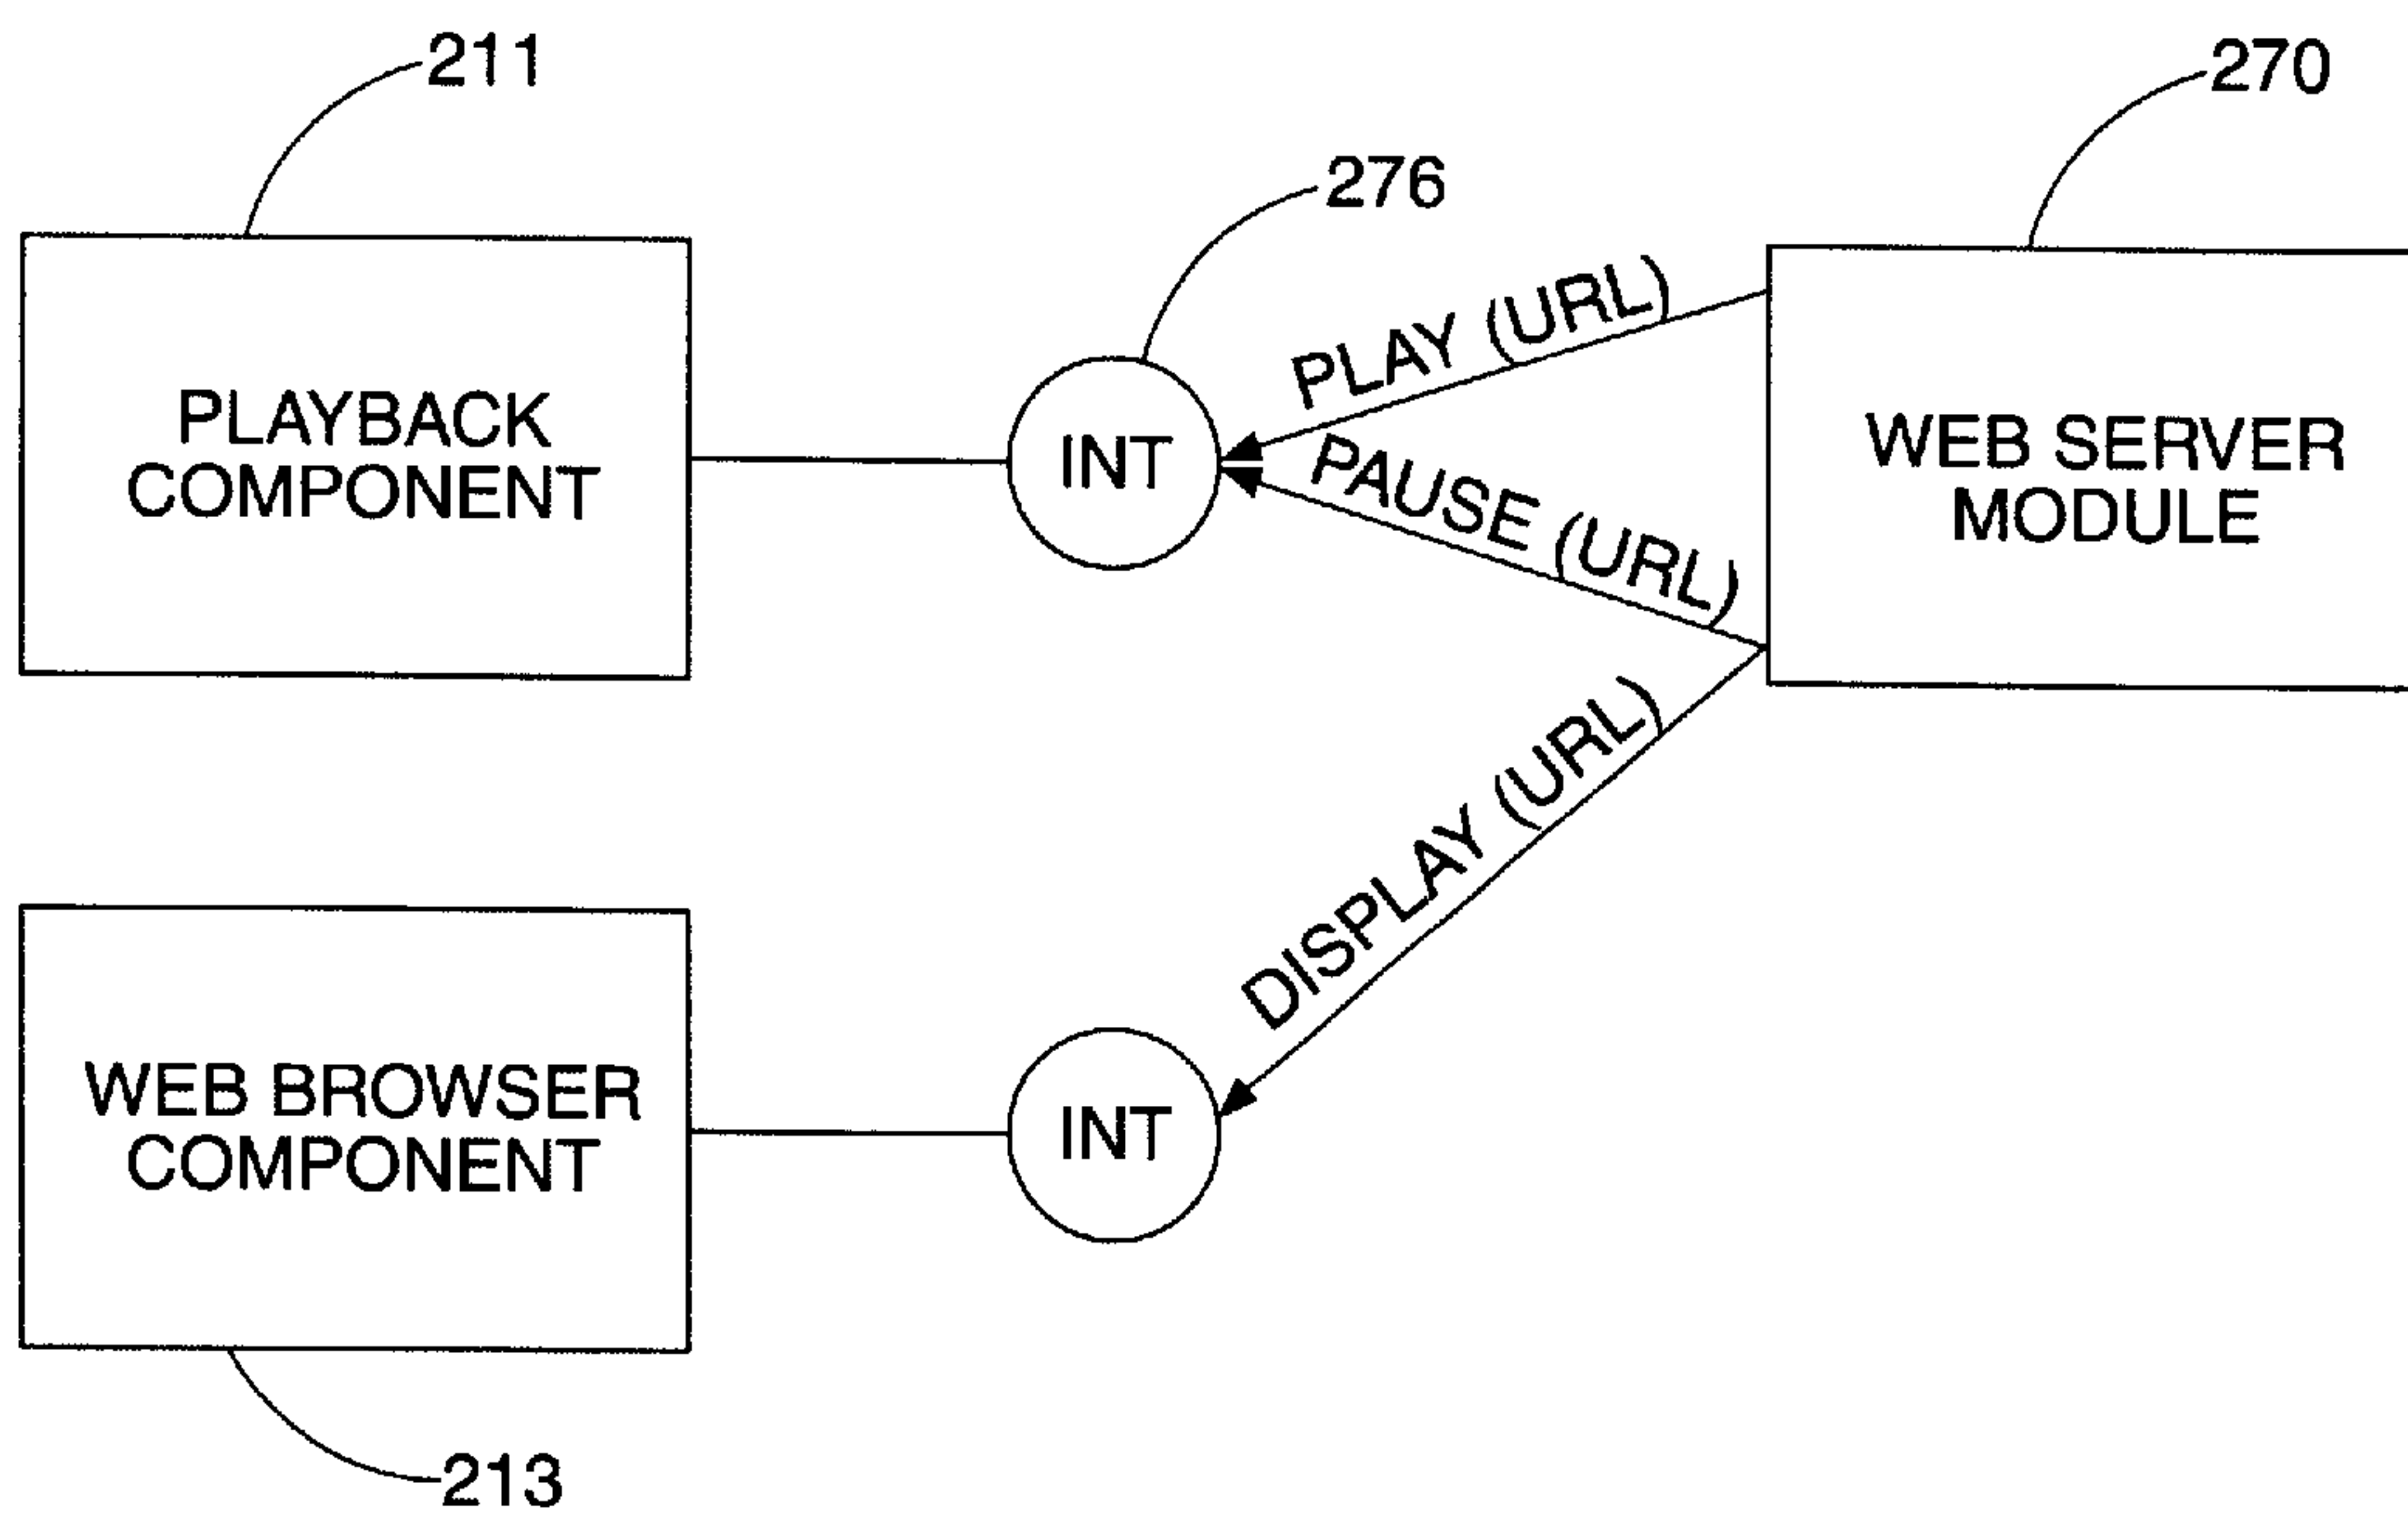 211
270
276
PLAY (URL)
PLAYBACK
COMPONENT
INT
PAUSE (URL)
WEB SERVER
MODULE
DISPLAY (URL)
WEB BROWSER
COMPONENT
INT
213